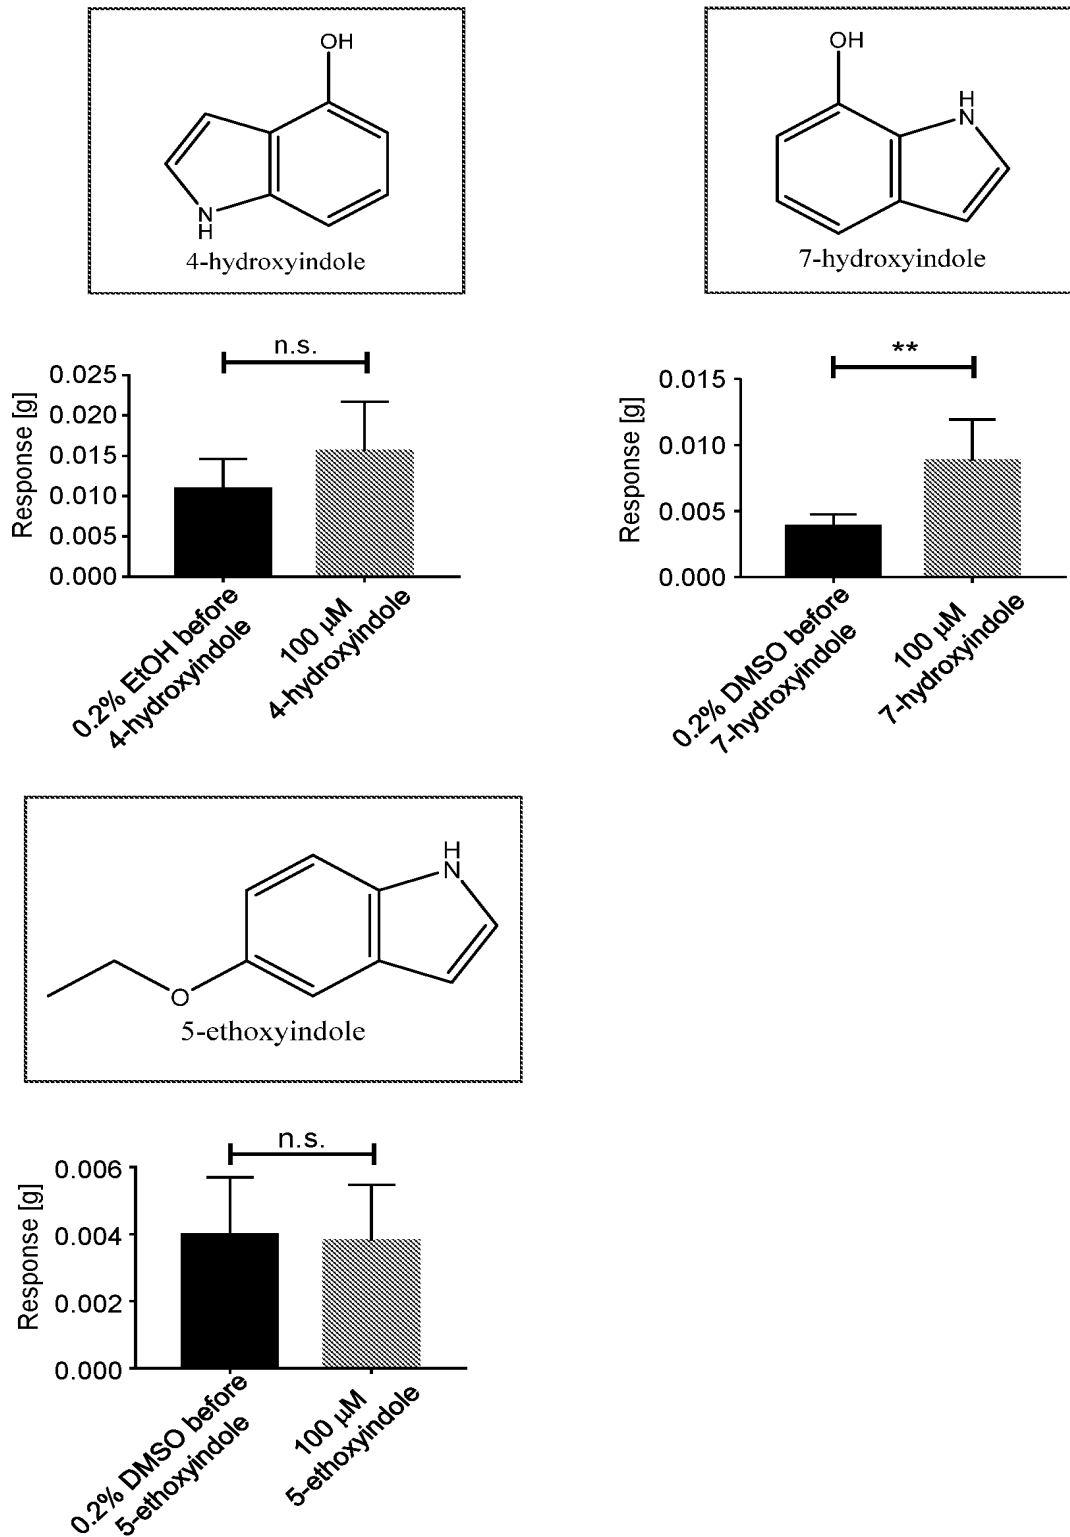 OH
N
H
4-hydroxyindole
n.s.
Response [g]
0.025
0.020
0.015
0.010
0.005
0.000
0.2% EtOH before
4-hydroxyindole
100 μM
4-hydroxyindole
OH
H
N
7-hydroxyindole
**
Response [g]
0.015
0.010
0.005
0.000
0.2% DMSO before
7-hydroxyindole
100 μM
7-hydroxyindole
H
N
O
5-ethoxyindole
n.s.
Response [g]
0.006
0.004
0.002
0.000
0.2% DMSO before
5-ethoxyindole
100 μM
5-ethoxyindole